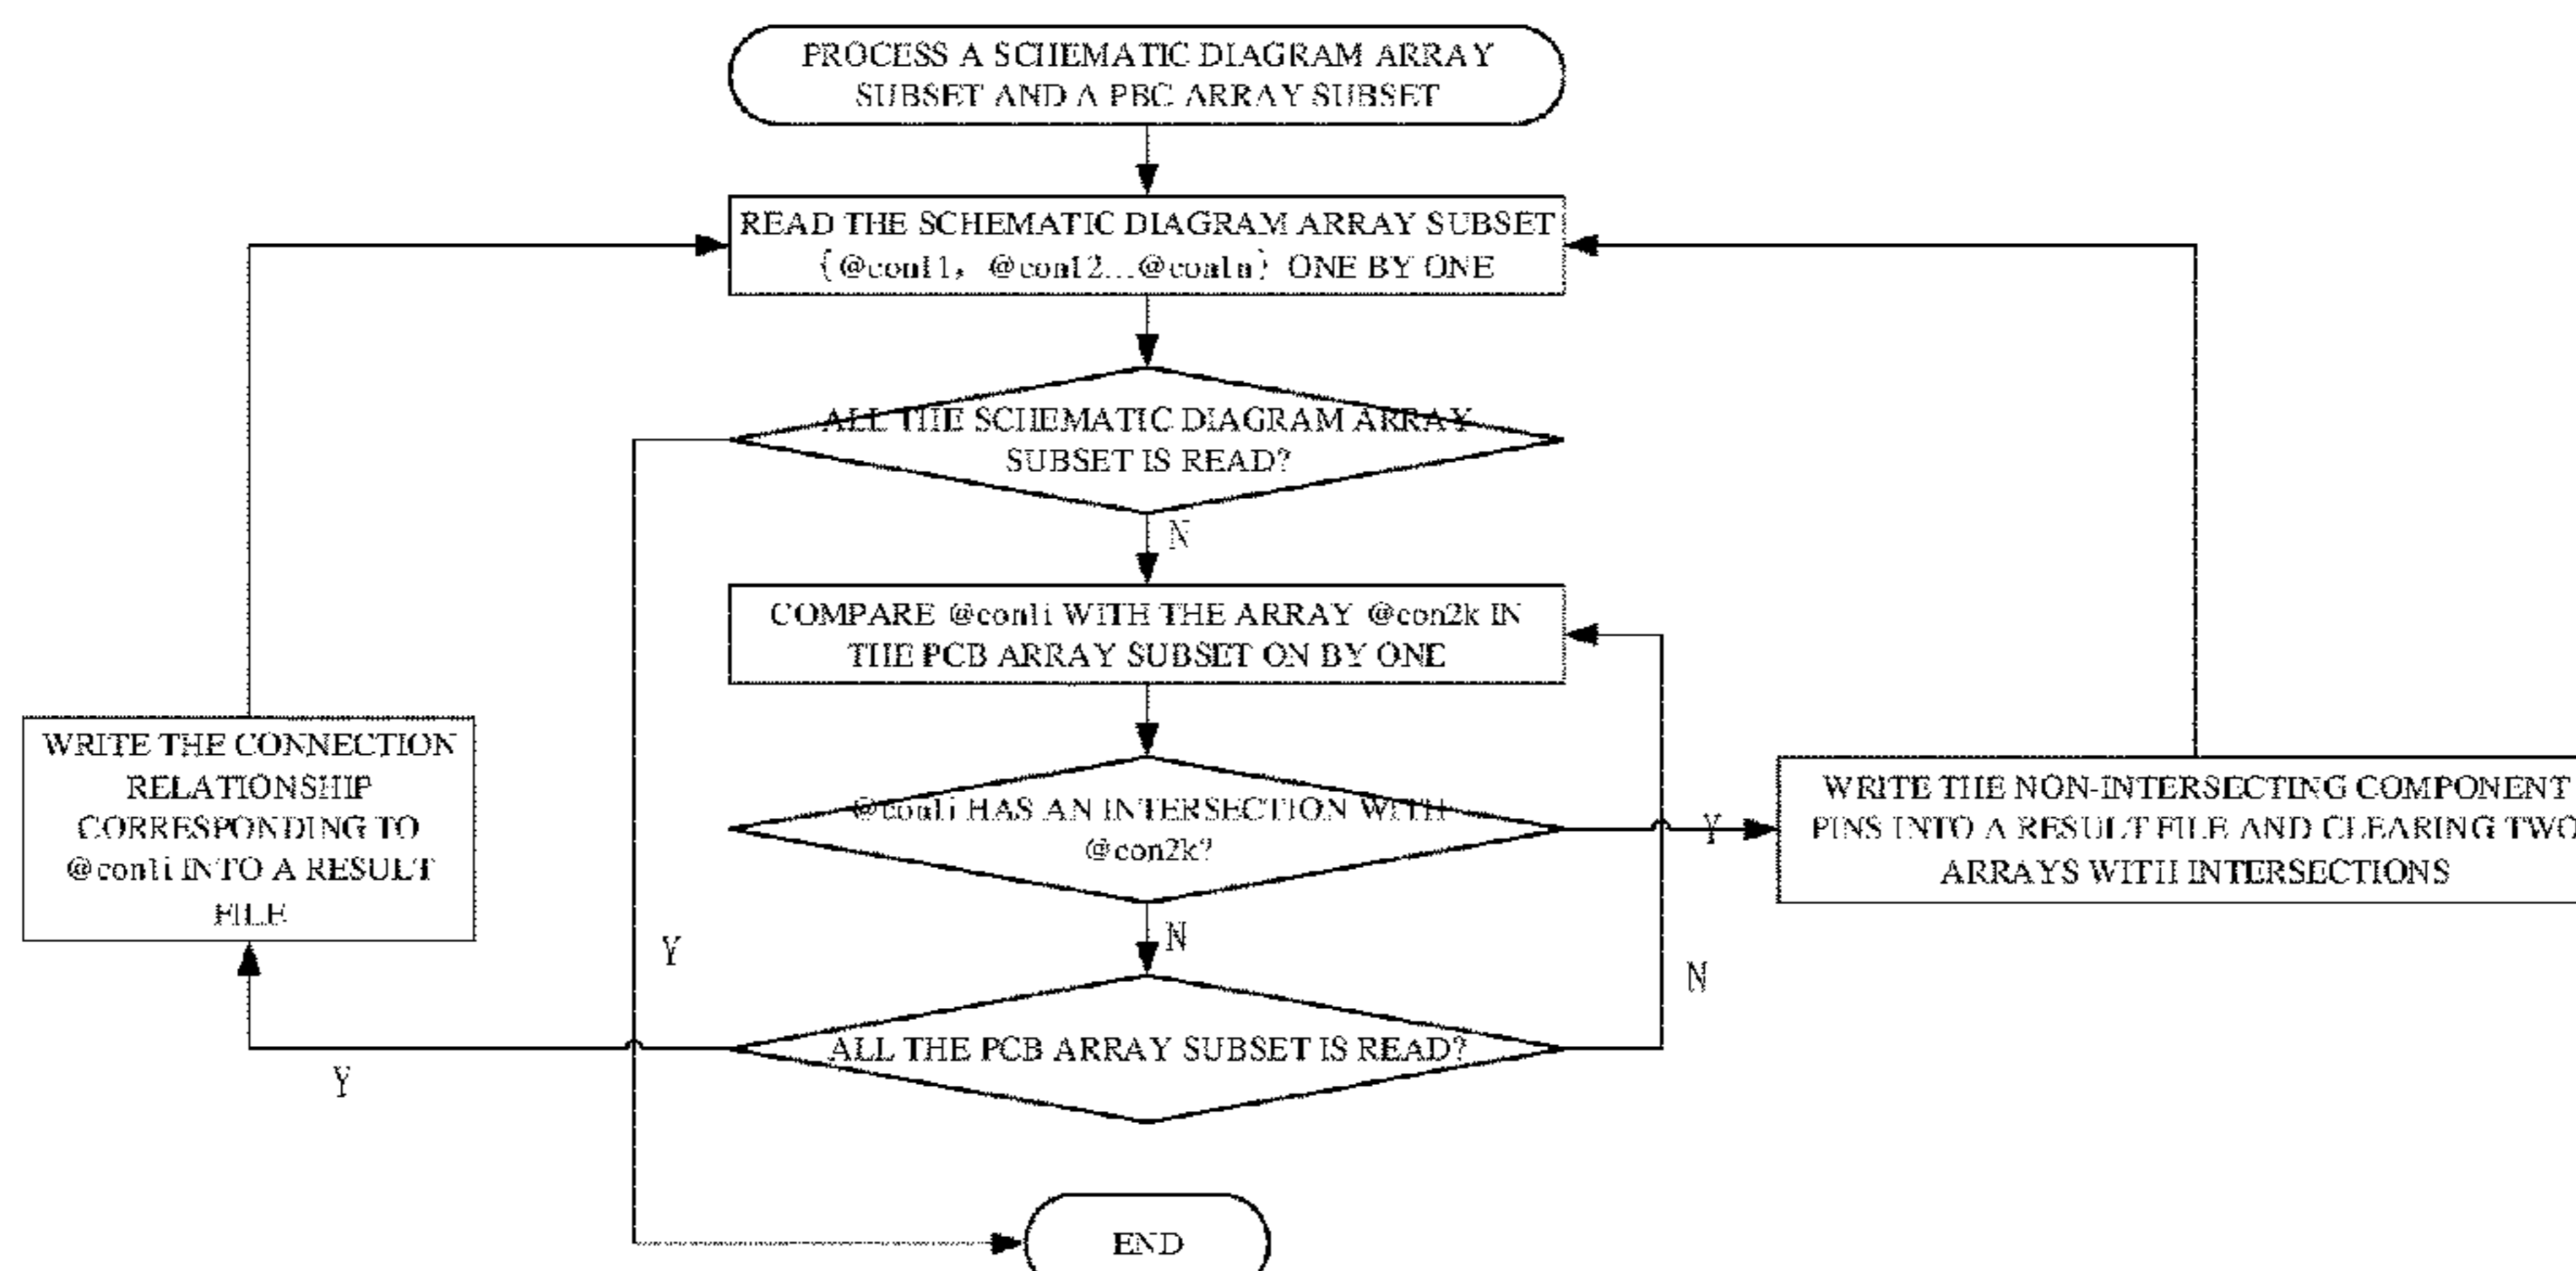 PROCESS A SCHEMATIC DIAGRAM ARRAY
SUBSET AND A PBC ARRAY SUBSET
READ THE SCHEMATIC DIAGRAM ARRAY SUBSET
{@con11, @con12...@con1n} ONE BY ONE
ALL THE SCHEMATIC DIAGRAM ARRAY
SUBSET IS READ?
N
COMPARE @con1i WITH THE ARRAY @con2k IN
THE PCB ARRAY SUBSET ON BY ONE
WRITE THE CONNECTION
RELATIONSHIP
CORRESPONDING TO
@con1i INTO A RESULT
FILE
@con1i HAS AN INTERSECTION WITH
@con2k?
Y
WRITE THE NON-INTERSECTING COMPONENT
PINS INTO A RESULT FILE AND CLEARING TWO
ARRAYS WITH INTERSECTIONS
N
Y
N
ALL THE PCB ARRAY SUBSET IS READ?
Y
END